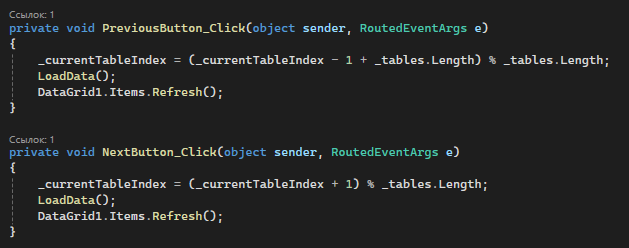 Ссылок: 1
private void PreviousButton_Click(object sender, RoutedEventArgs e)
{
    _currentTableIndex = (_currentTableIndex - 1 + _tables.Length) % _tables.Length;
    LoadData();
    DataGrid1.Items.Refresh();
}
Ссылок: 1
private void NextButton_Click(object sender, RoutedEventArgs e)
{
    _currentTableIndex = (_currentTableIndex + 1) % _tables.Length;
    LoadData();
    DataGrid1.Items.Refresh();
}